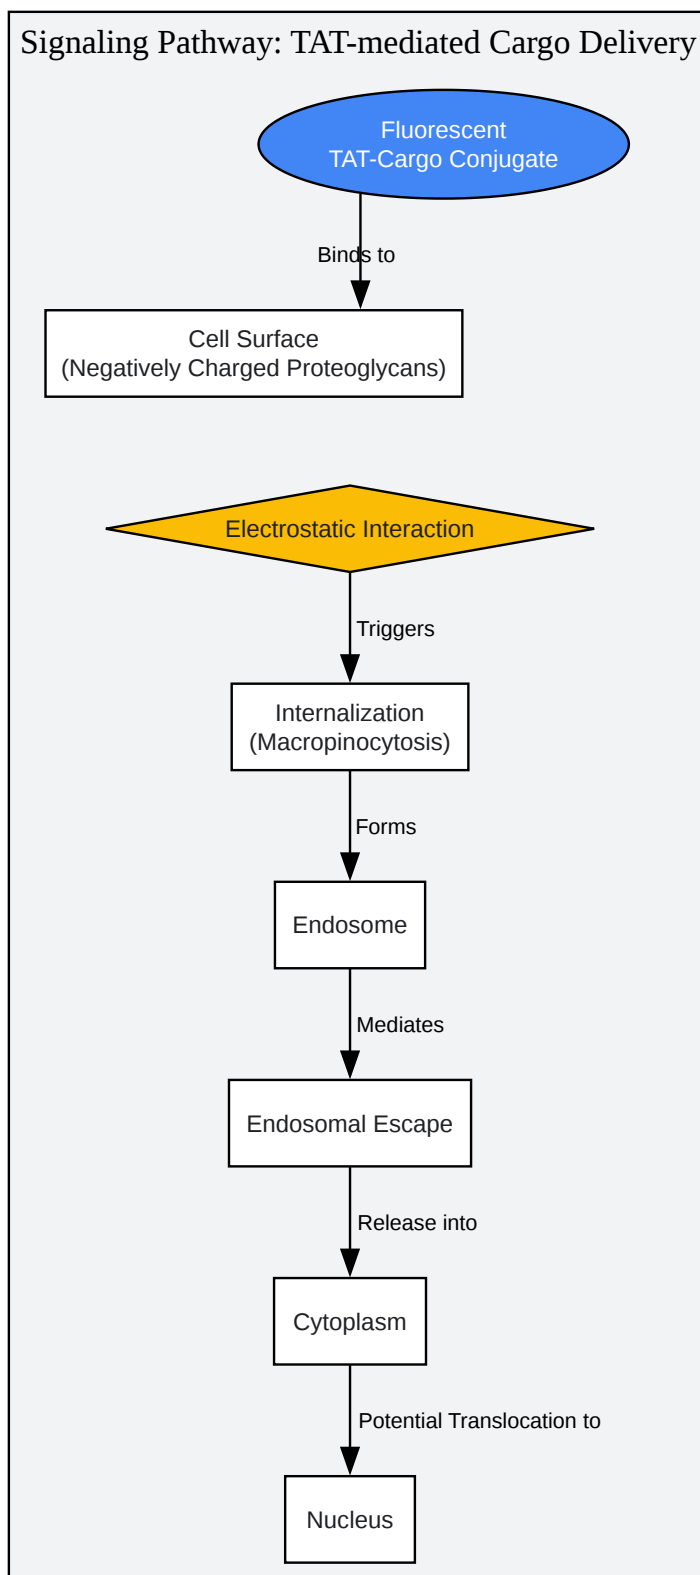 Signaling Pathway: TAT-mediated Cargo Delivery
Fluorescent
TAT-Cargo Conjugate
Binds to
Cell Surface
(Negatively Charged Proteoglycans)
Electrostatic Interaction
Triggers
Internalization
(Macropinocytosis)
Forms
Endosome
Mediates
Endosomal Escape
Release into
Cytoplasm
Potential Translocation to
Nucleus